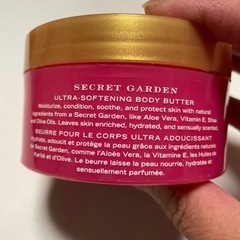 SECRET GARDEN
ULTRA-SOFTENING BODY BUTTER
Moisturize, condition, soothe, and protect skin with natural
ingredients from a Secret Garden, like Aloe Vera, Vitamin E, Shea
and Olive Oils. Leaves skin enriched, hydrated, and sensually scented.
BEURRE POUR LE CORPS ULTRA ADOUCISSANT
Hydrate, adoucit et protège la peau grâce aux ingrédients naturels
de Secret Garden, comme l'Aloès Vera, la Vitamine E, les Huiles de
Karité et d'Olive. Le beurre laisse la peau nourrie, hydratée et
sensuellement parfumée.